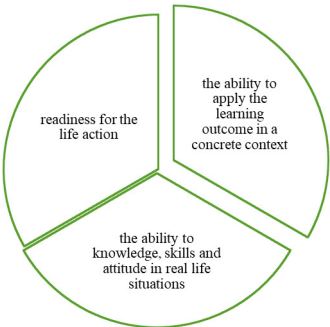 readiness for the
life action
the ability to
apply the
learning
outcome in a
concrete context
the ability to
knowledge, skills and
attitude in real life
situations